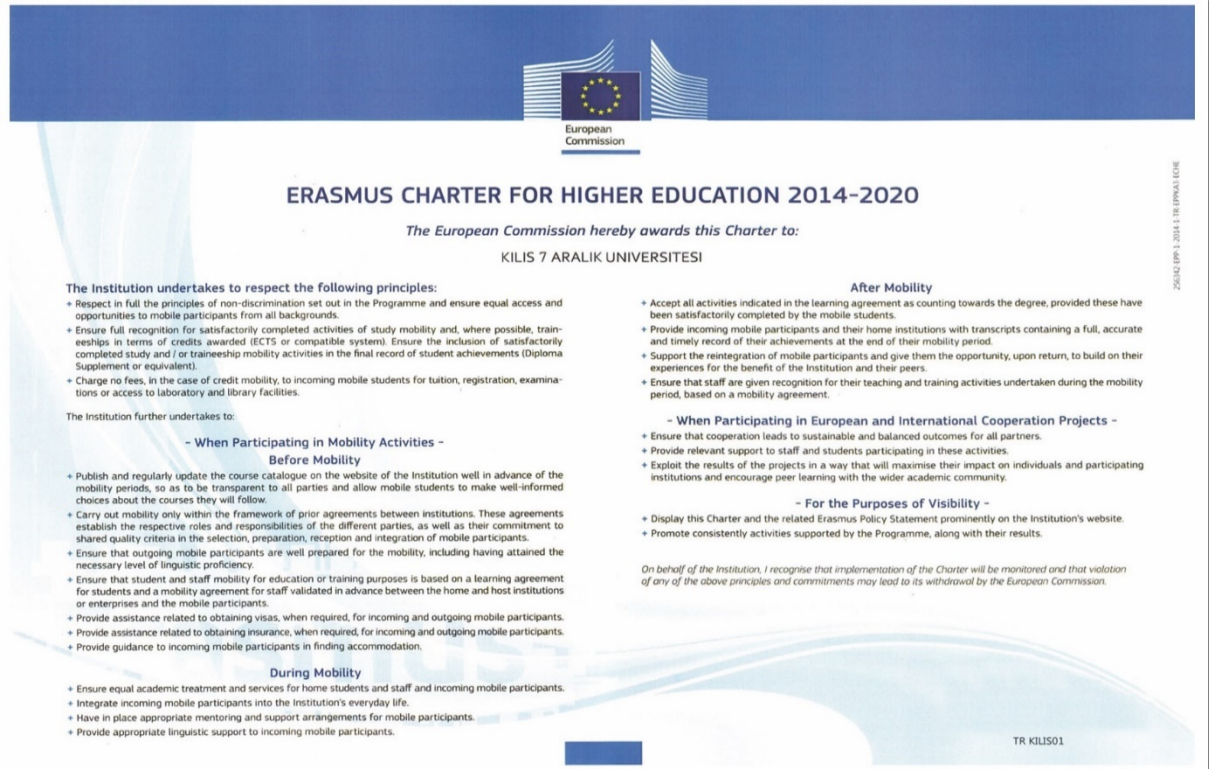 European
Commission
ERASMUS CHARTER FOR HIGHER EDUCATION 2014-2020
The European Commission hereby awards this Charter to:
KILIS 7 ARALIK UNIVERSITESI
The Institution undertakes to respect the following principles:
+ Respect in full the principles of non-discrimination set out in the Programme and ensure equal access and
opportunities to mobile participants from all backgrounds.
+ Ensure full recognition for satisfactorily completed activities of study mobility and, where possible, train-
eeships in terms of credits awarded (ECTS or compatible system). Ensure the inclusion of satisfactorily
completed study and / or traineeship mobility activities in the final record of student achievements (Diploma
Supplement or equivalent).
+ Charge no fees, in the case of credit mobility, to incoming mobile students for tuition, registration, examina-
tions or access to laboratory and library facilities.
The Institution further undertakes to:
- When Participating in Mobility Activities -
Before Mobility
+ Publish and regularly update the course catalogue on the website of the Institution well in advance of the
mobility periods, so as to be transparent to all parties and allow mobile students to make well-informed
choices about the courses they will follow.
+ Carry out mobility only within the framework of prior agreements between institutions. These agreements
establish the respective roles and responsibilities of the different parties, as well as their commitment to
shared quality criteria in the selection, preparation, reception and integration of mobile participants.
+ Ensure that outgoing mobile participants are well prepared for the mobility, including having attained the
necessary level of linguistic proficiency.
+ Ensure that student and staff mobility for education or training purposes is based on a learning agreement
for students and a mobility agreement for staff validated in advance between the home and host institutions
or enterprises and the mobile participants.
+ Provide assistance related to obtaining visas, when required, for incoming and outgoing mobile participants.
+ Provide assistance related to obtaining insurance, when required, for incoming and outgoing mobile participants.
+ Provide guidance to incoming mobile participants in finding accommodation.
During Mobility
+ Ensure equal academic treatment and services for home students and staff and incoming mobile participants.
+ Integrate incoming mobile participants into the Institution's everyday life.
+ Have in place appropriate mentoring and support arrangements for mobile participants.
+ Provide appropriate linguistic support to incoming mobile participants.
After Mobility
+ Accept all activities indicated in the learning agreement as counting towards the degree, provided these have
been satisfactorily completed by the mobile students.
+ Provide incoming mobile participants and their home institutions with transcripts containing a full, accurate
and timely record of their achievements at the end of their mobility period.
+ Support the reintegration of mobile participants and give them the opportunity, upon return, to build on their
experiences for the benefit of the Institution and their peers.
+ Ensure that staff are given recognition for their teaching and training activities undertaken during the mobility
period, based on a mobility agreement.
- When Participating in European and International Cooperation Projects -
+ Ensure that cooperation leads to sustainable and balanced outcomes for all partners.
+ Provide relevant support to staff and students participating in these activities.
+ Exploit the results of the projects in a way that will maximise their impact on individuals and participating
institutions and encourage peer learning with the wider academic community.
- For the Purposes of Visibility -
+ Display this Charter and the related Erasmus Policy Statement prominently on the Institution's website.
+ Promote consistently activities supported by the Programme, along with their results.
On behalf of the Institution, I recognise that implementation of the Charter will be monitored and that violation
of any of the above principles and commitments may lead to its withdrawal by the European Commission.
256342-EPP-1-2014-1-TR-EPPKA3-ECHE
TR KILIS01